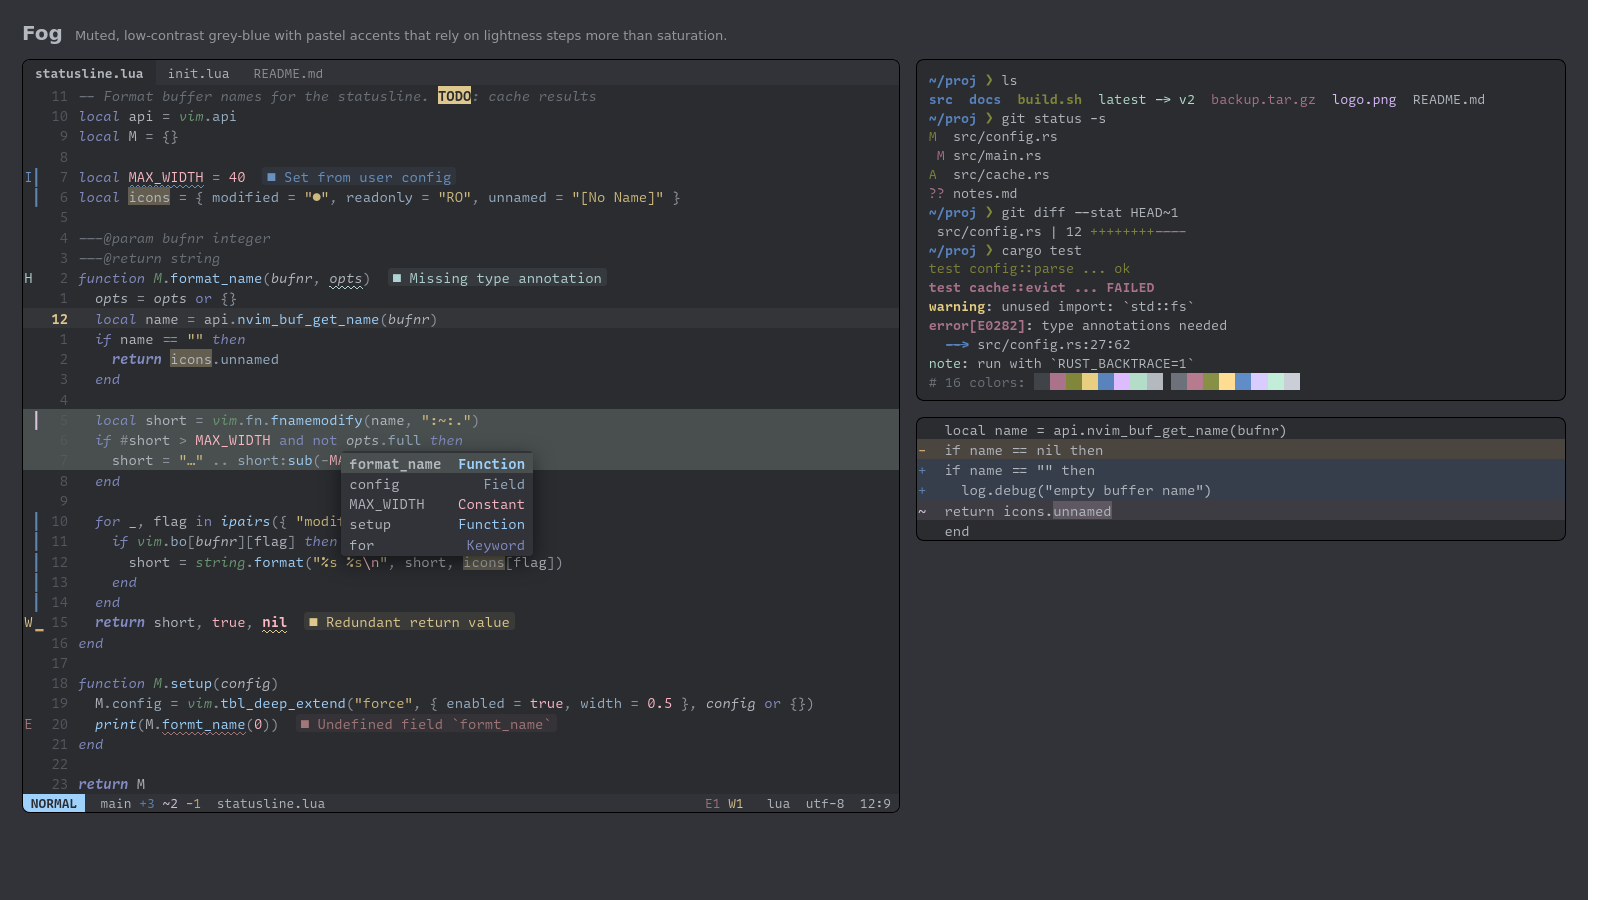 Fog Muted, low-contrast grey-blue with pastel accents that rely on lightness steps more than saturation.
statusline.lua init.lua README.md
11 -- Format buffer names for the statusline. TODO: cache results
10 local api = vim.api
9 local M = {}
8
I 7 local MAX_WIDTH = 40 ■ Set from user config
6 local icons = { modified = "●", readonly = "RO", unnamed = "[No Name]" }
5
4 ---@param bufnr integer
3 ---@return string
H 2 function M.format_name(bufnr, opts) ■ Missing type annotation
1 opts = opts or {}
12 local name = api.nvim_buf_get_name(bufnr)
1 if name == "" then
2 return icons.unnamed
3 end
4
5 local short = vim.fn.fnamemodify(name, ":~:.")
6 if #short > MAX_WIDTH and not opts.full then
7 short = "…" .. short:sub(-MA
8 end
9
10 for _, flag in ipairs({ "modif
11 if vim.bo[bufnr][flag] then
12 short = string.format("%s %s\n", short, icons[flag])
13 end
14 end
W 15 return short, true, nil ■ Redundant return value
16 end
17
18 function M.setup(config)
19 M.config = vim.tbl_deep_extend("force", { enabled = true, width = 0.5 }, config or {})
E 20 print(M.formt_name(0)) ■ Undefined field `formt_name`
21 end
22
23 return M
format_name Function
config Field
MAX_WIDTH Constant
setup Function
for Keyword
NORMAL main +3 ~2 -1 statusline.lua E1 W1 lua utf-8 12:9
~/proj ❯ ls
src docs build.sh latest -> v2 backup.tar.gz logo.png README.md
~/proj ❯ git status -s
M src/config.rs
M src/main.rs
A src/cache.rs
?? notes.md
~/proj ❯ git diff --stat HEAD~1
src/config.rs | 12 ++++++++----
~/proj ❯ cargo test
test config::parse ... ok
test cache::evict ... FAILED
warning: unused import: `std::fs`
error[E0282]: type annotations needed
--> src/config.rs:27:62
note: run with `RUST_BACKTRACE=1`
# 16 colors:
local name = api.nvim_buf_get_name(bufnr)
- if name == nil then
+ if name == "" then
+ log.debug("empty buffer name")
~ return icons.unnamed
end